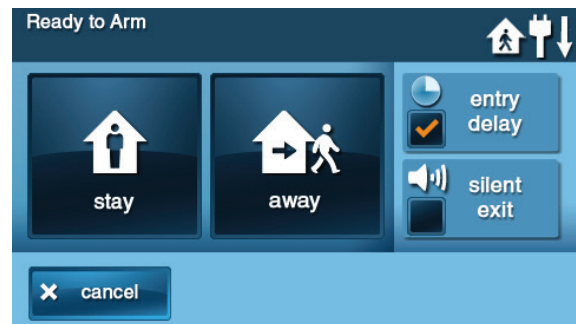 Ready to Arm
stay
away
entry
delay
silent
exit
cancel